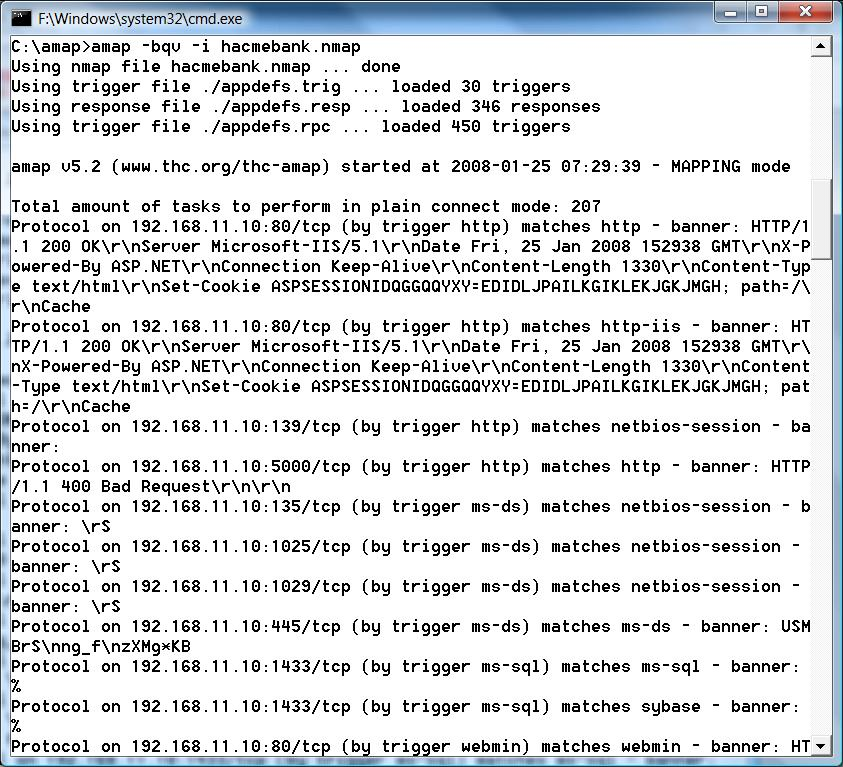 F:\Windows\system32\cmd.exe
C:\amap>amap -bqv -i hacmebank.nmap
Using nmap file hacmebank.nmap ... done
Using trigger file ./appdefs.trig ... loaded 30 triggers
Using response file ./appdefs.resp ... loaded 346 responses
Using trigger file ./appdefs.rpc ... loaded 450 triggers
amap v5.2 (www.thc.org/thc-amap) started at 2008-01-25 07:29:39 - MAPPING mode
Total amount of tasks to perform in plain connect mode: 207
Protocol on 192.168.11.10:80/tcp (by trigger http) matches http - banner: HTTP/1
.1 200 OK\r\nServer Microsoft-IIS/5.1\r\nDate Fri, 25 Jan 2008 152938 GMT\r\nX-P
owered-By ASP.NET\r\nConnection Keep-Alive\r\nContent-Length 1330\r\nContent-Typ
e text/html\r\nSet-Cookie ASPSESSIONIDQGGQQYXY=EDIDLJPAILKGIKLEKJGKJMGH; path=/\
r\nCache
Protocol on 192.168.11.10:80/tcp (by trigger http) matches http-iis - banner: HT
TP/1.1 200 OK\r\nServer Microsoft-IIS/5.1\r\nDate Fri, 25 Jan 2008 152938 GMT\r\
nX-Powered-By ASP.NET\r\nConnection Keep-Alive\r\nContent-Length 1330\r\nContent
-Type text/html\r\nSet-Cookie ASPSESSIONIDQGGQQYXY=EDIDLJPAILKGIKLEKJGKJMGH; pat
h=/\r\nCache
Protocol on 192.168.11.10:139/tcp (by trigger http) matches netbios-session - ba
nner:
Protocol on 192.168.11.10:5000/tcp (by trigger http) matches http - banner: HTTP
/1.1 400 Bad Request\r\n\r\n
Protocol on 192.168.11.10:135/tcp (by trigger ms-ds) matches netbios-session - b
anner: \rS
Protocol on 192.168.11.10:1025/tcp (by trigger ms-ds) matches netbios-session -
banner: \rS
Protocol on 192.168.11.10:1029/tcp (by trigger ms-ds) matches netbios-session -
banner: \rS
Protocol on 192.168.11.10:445/tcp (by trigger ms-ds) matches ms-ds - banner: USM
BrS\nng_f\nzXMg*KB
Protocol on 192.168.11.10:1433/tcp (by trigger ms-sql) matches ms-sql - banner:
%
Protocol on 192.168.11.10:1433/tcp (by trigger ms-sql) matches sybase - banner:
%
Protocol on 192.168.11.10:80/tcp (by trigger webmin) matches webmin - banner: HT